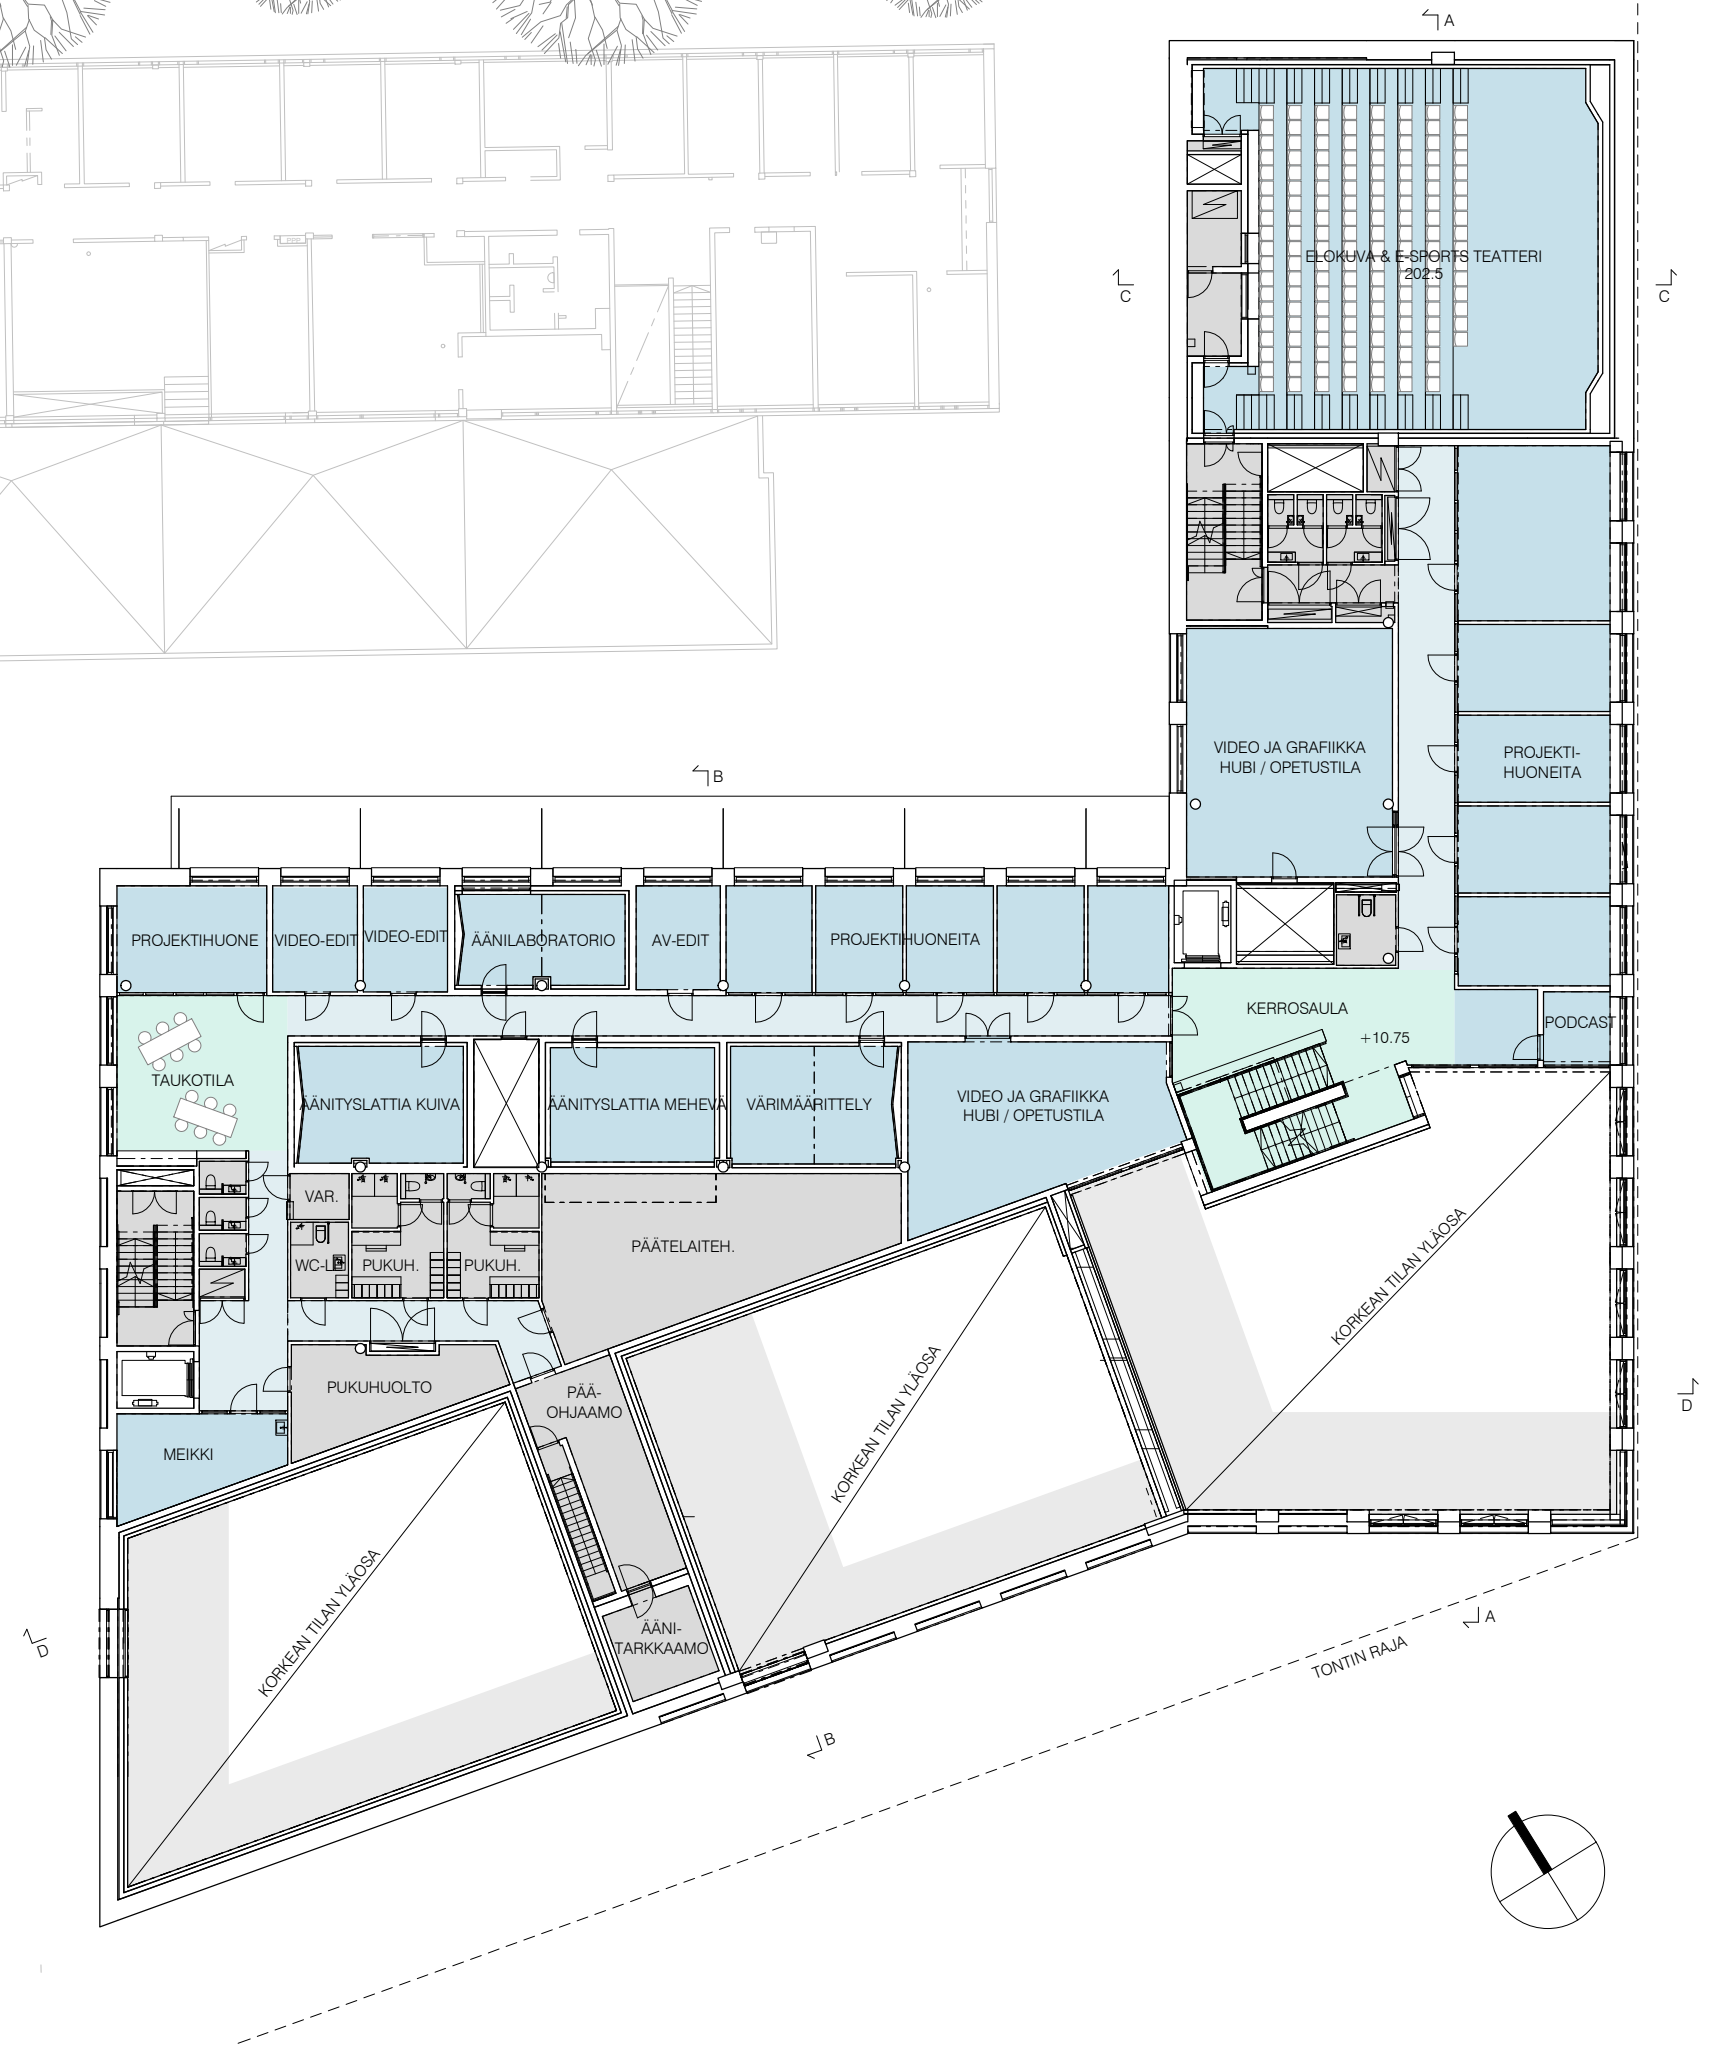 A
ELOKUVA & E-SPORTS TEATTERI
202.5
C
C
VIDEO JA GRAFIIKKA
HUBI / OPETUSTILA
PROJEKTI-
HUONEITA
B
PROJEKTIHUONE
VIDEO-EDIT
VIDEO-EDIT
ÄÄNILABORATORIO
AV-EDIT
PROJEKTIHUONEITA
KERROSAULA
+10.75
PODCAST
TAUKOTILA
ÄÄNITYSLATTIA KUIVA
ÄÄNITYSLATTIA MEHEVÄ
VÄRIMÄÄRITTELY
VIDEO JA GRAFIIKKA
HUBI / OPETUSTILA
VAR.
WC-LE
PUKUH.
PUKUH.
PÄÄTELAITEH.
KORKEAN TILAN YLÄOSA
PUKUHUOLTO
PÄÄ-
OHJAAMO
KORKEAN TILAN YLÄOSA
D
MEIKKI
KORKEAN TILAN YLÄOSA
D
ÄÄNI-
TARKKAAMO
A
TONTIN RAJA
B